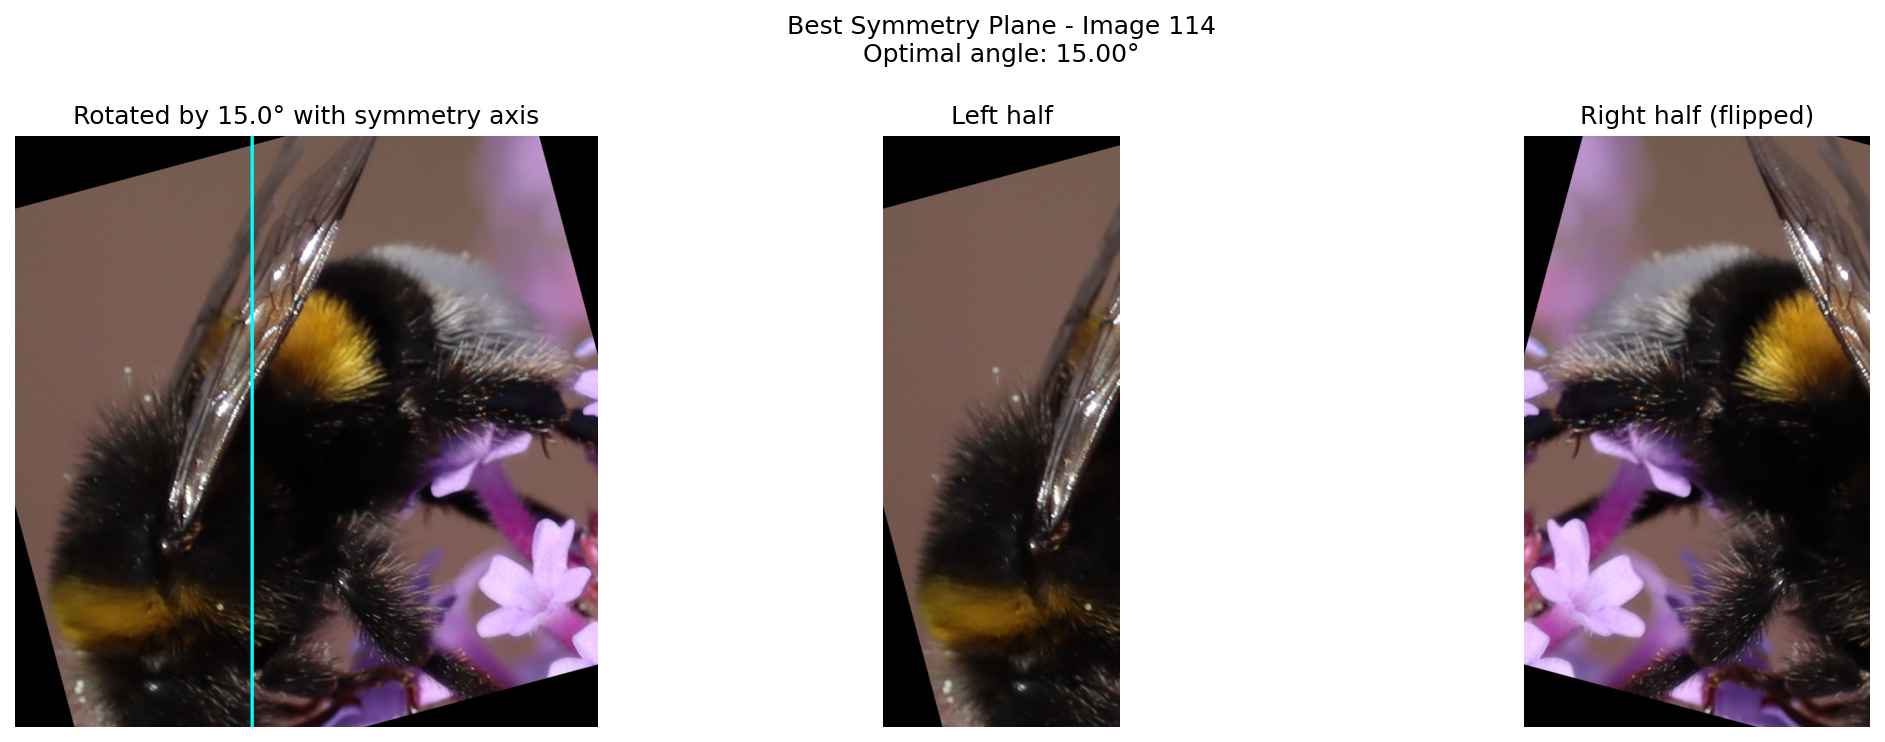 Best Symmetry Plane - Image 114
Optimal angle: 15.00°
Rotated by 15.0° with symmetry axis
Left half
Right half (flipped)